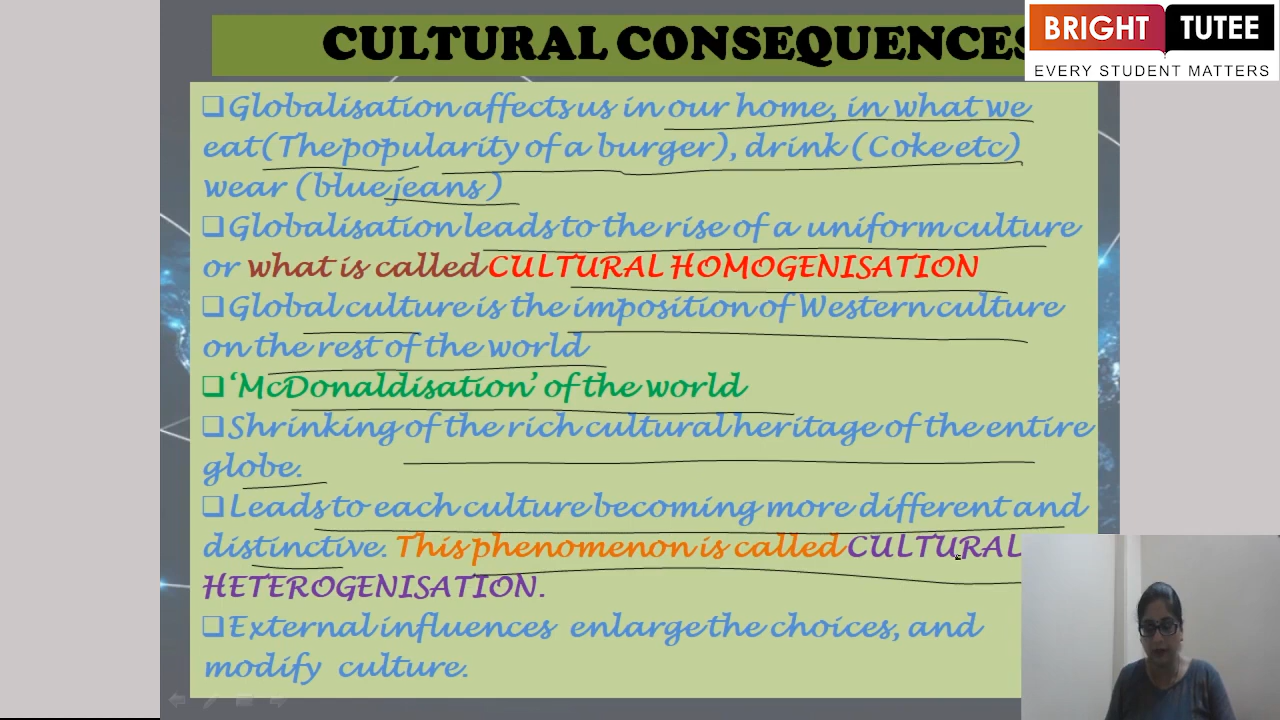 CULTURAL CONSEQUENCES
BRIGHT TUTEE
EVERY STUDENT MATTERS
Globalisation affects us in our home, in what we
eat(The popularity of a burger), drink (Coke etc)
wear (blue jeans )
Globalisation leads to the rise of a uniform culture
or what is called CULTURAL HOMOGENISATION
Global culture is the imposition of Western culture
on the rest of the world
‘McDonaldisation’ of the world
Shrinking of the rich cultural heritage of the entire
globe.
Leads to each culture becoming more different and
distinctive. This phenomenon is called CULTURAL
HETEROGENISATION.
External influences enlarge the choices, and
modify culture.